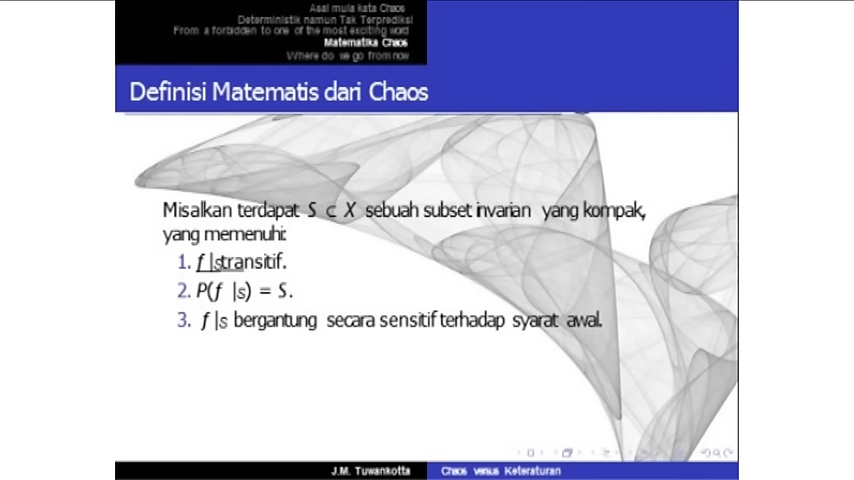 Asal mula kata Chaos
Deterministik namun Tak Terprediksi
From a forbidden to one of the most exciting word
Matematika Chaos
Where do we go from now
Definisi Matematis dari Chaos
Misalkan terdapat S ⊂ X sebuah subset invarian yang kompak,
yang memenuhi:
1. f |s transitif.
2. P(f |s) = S.
3. f |s bergantung secara sensitif terhadap syarat awal.
J.M. Tuwankotta
Chaos versus Keteraturan